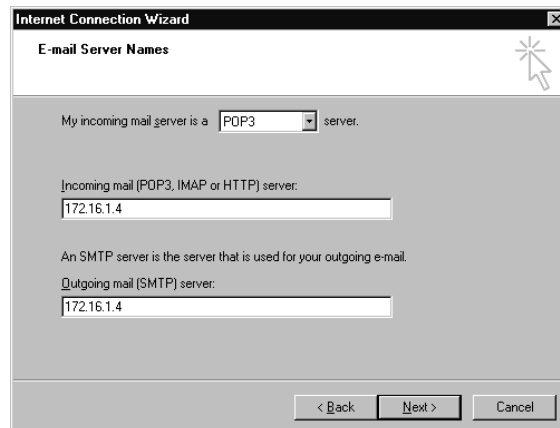 Internet Connection Wizard
E-mail Server Names
My incoming mail server is a POP3 server.
Incoming mail (POP3, IMAP or HTTP) server:
172.16.1.4
An SMTP server is the server that is used for your outgoing e-mail.
Outgoing mail (SMTP) server:
172.16.1.4
< Back Next > Cancel